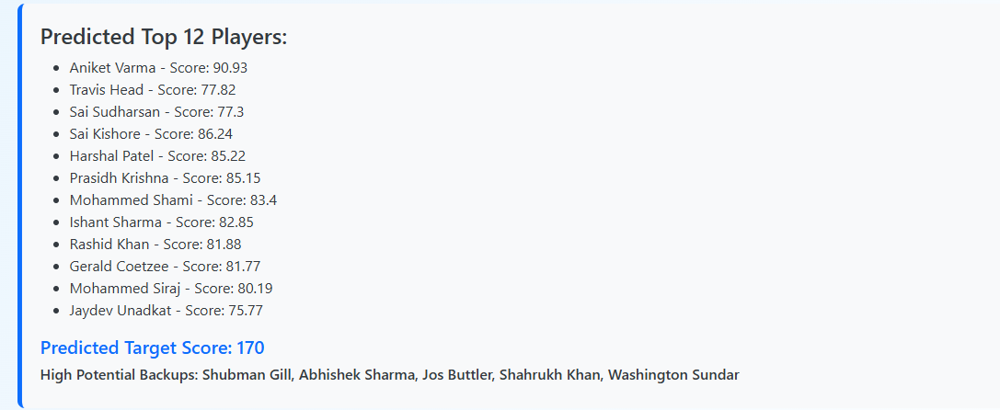 Predicted Top 12 Players:
• Aniket Varma - Score: 90.93
• Travis Head - Score: 77.82
• Sai Sudharsan - Score: 77.3
• Sai Kishore - Score: 86.24
• Harshal Patel - Score: 85.22
• Prasidh Krishna - Score: 85.15
• Mohammed Shami - Score: 83.4
• Ishant Sharma - Score: 82.85
• Rashid Khan - Score: 81.88
• Gerald Coetzee - Score: 81.77
• Mohammed Siraj - Score: 80.19
• Jaydev Unadkat - Score: 75.77
Predicted Target Score: 170
High Potential Backups: Shubman Gill, Abhishek Sharma, Jos Buttler, Shahrukh Khan, Washington Sundar